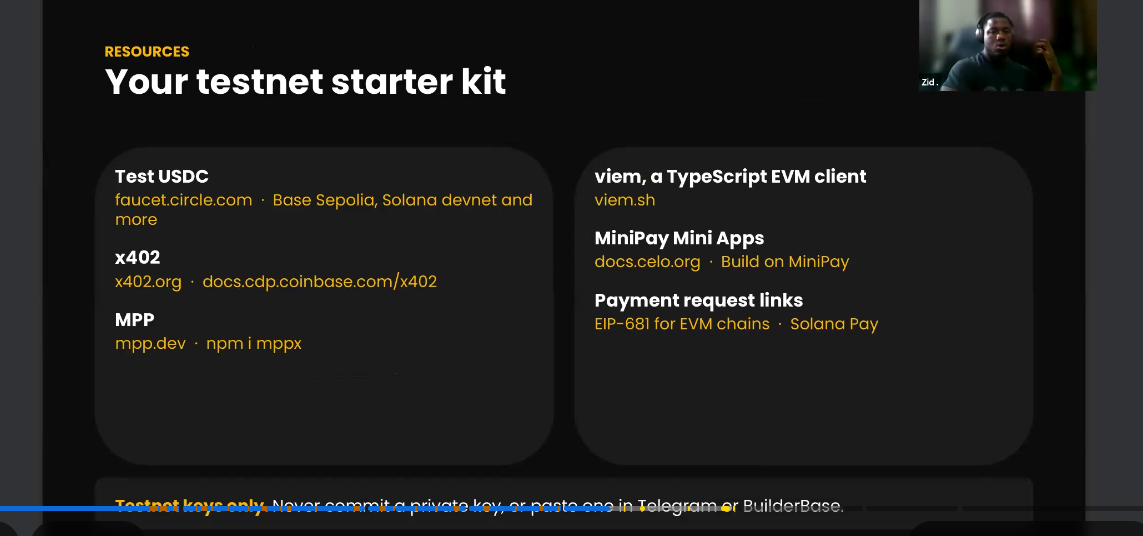 RESOURCES
Your testnet starter kit
Zid .
Test USDC
faucet.circle.com · Base Sepolia, Solana devnet and
more
x402
x402.org · docs.cdp.coinbase.com/x402
MPP
mpp.dev · npm i mppx
viem, a TypeScript EVM client
viem.sh
MiniPay Mini Apps
docs.celo.org · Build on MiniPay
Payment request links
EIP-681 for EVM chains · Solana Pay
Testnet keys only. Never commit a private key, or paste one in Telegram or BuilderBase.